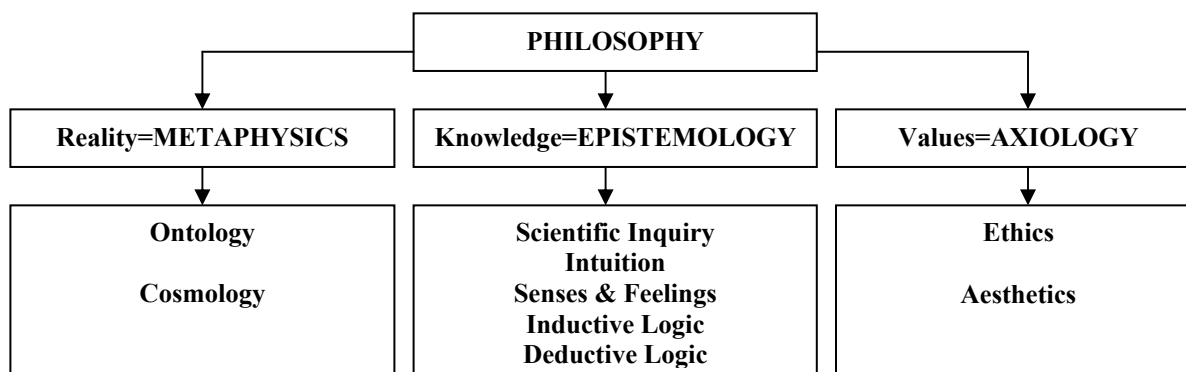 PHILOSOPHY
Reality=METAPHYSICS
Knowledge=EPISTEMOLOGY
Values=AXIOLOGY
Ontology
Cosmology
Scientific Inquiry
Intuition
Senses & Feelings
Inductive Logic
Deductive Logic
Ethics
Aesthetics